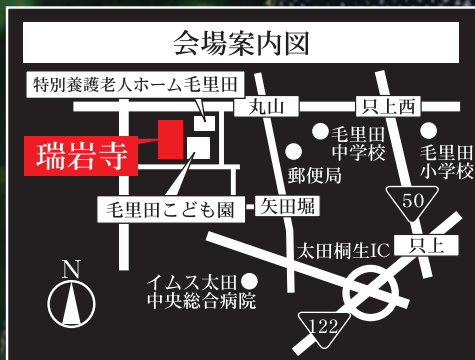 会場案内図
特別養護老人ホーム毛里田
丸山
只上西
瑞岩寺
毛里田
中学校
毛里田
小学校
郵便局
毛里田こども園
矢田堀
50
太田桐生IC
只上
N
イムス太田
中央総合病院
122